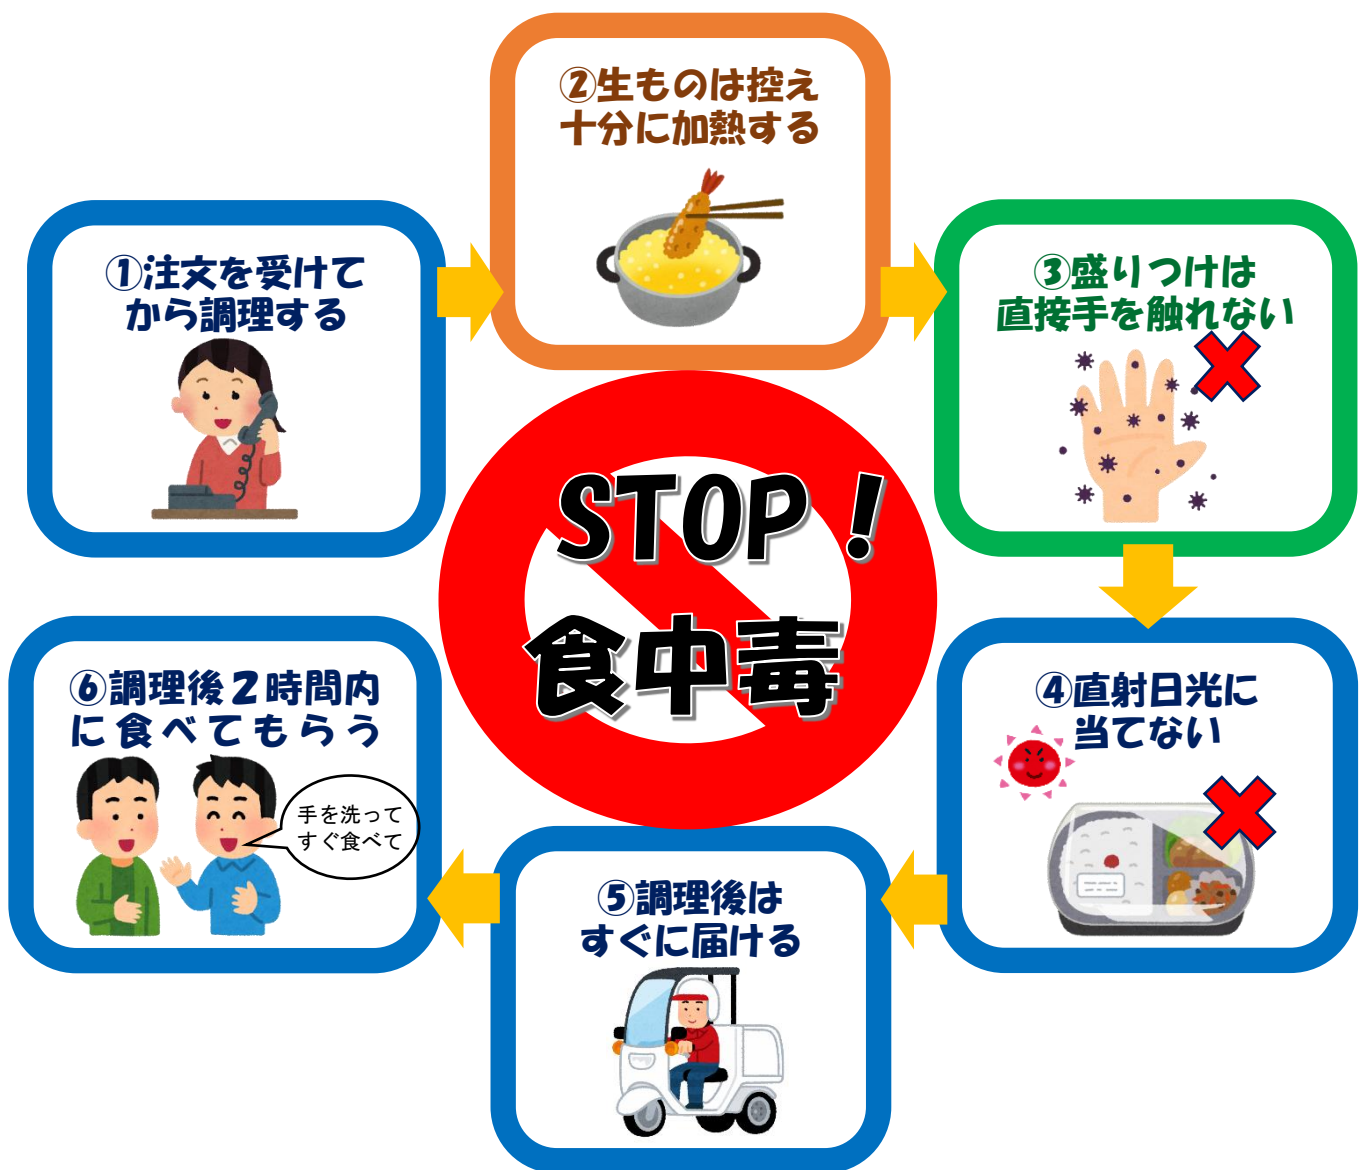 ①注文を受けて
から調理する
②生ものは控え
十分に加熱する
③盛りつけは
直接手を触れない
④直射日光に
当てない
⑤調理後は
すぐに届ける
⑥調理後２時間内
に食べてもらう
手を洗って
すぐ食べて
STOP！
食中毒